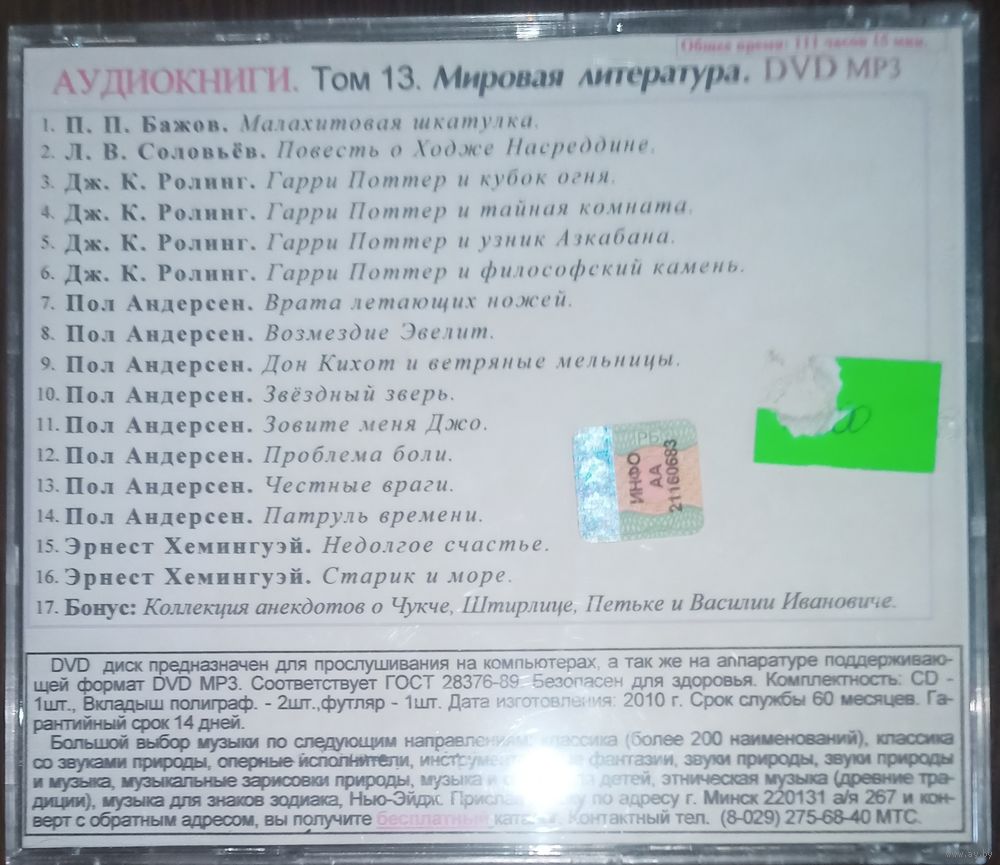 Общее время: 111 часов 15 мин.
АУДИОКНИГИ. Том 13. Мировая литература. DVD MP3
1. П. П. Бажов. Малахитовая шкатулка.
2. Л. В. Соловьёв. Повесть о Ходже Насреддине.
3. Дж. К. Ролинг. Гарри Поттер и кубок огня.
4. Дж. К. Ролинг. Гарри Поттер и тайная комната.
5. Дж. К. Ролинг. Гарри Поттер и узник Азкабана.
6. Дж. К. Ролинг. Гарри Поттер и философский камень.
7. Пол Андерсен. Врата летающих ножей.
8. Пол Андерсен. Возмездие Эвелит.
9. Пол Андерсен. Дон Кихот и ветряные мельницы.
10. Пол Андерсен. Звёздный зверь.
11. Пол Андерсен. Зовите меня Джо.
12. Пол Андерсен. Проблема боли.
13. Пол Андерсен. Честные враги.
14. Пол Андерсен. Патруль времени.
15. Эрнест Хемингуэй. Недолгое счастье.
16. Эрнест Хемингуэй. Старик и море.
17. Бонус: Коллекция анекдотов о Чукче, Штирлице, Петьке и Василии Ивановиче.
РБ
ИНФО
АА
21160683
DVD диск предназначен для прослушивания на компьютерах, а так же на аппаратуре поддерживаю-
щей формат DVD MP3. Соответствует ГОСТ 28376-89. Безопасен для здоровья. Комплектность: CD -
1шт., Вкладыш полиграф. - 2шт.,футляр - 1шт. Дата изготовления: 2010 г. Срок службы 60 месяцев. Га-
рантийный срок 14 дней.
Большой выбор музыки по следующим направлениям: классика (более 200 наименований), классика
со звуками природы, оперные исполнители, фантазии, звуки природы, звуки природы
и музыка, музыкальные зарисовки природы, музыка и для детей, этническая музыка (древние тра-
диции), музыка для знаков зодиака, Нью-Эйдж. по адресу г. Минск 220131 а/я 267 и кон-
верт с обратным адресом, вы получите бесплатный Контактный тел. (8-029) 275-68-40 МТС.
www.ay.by